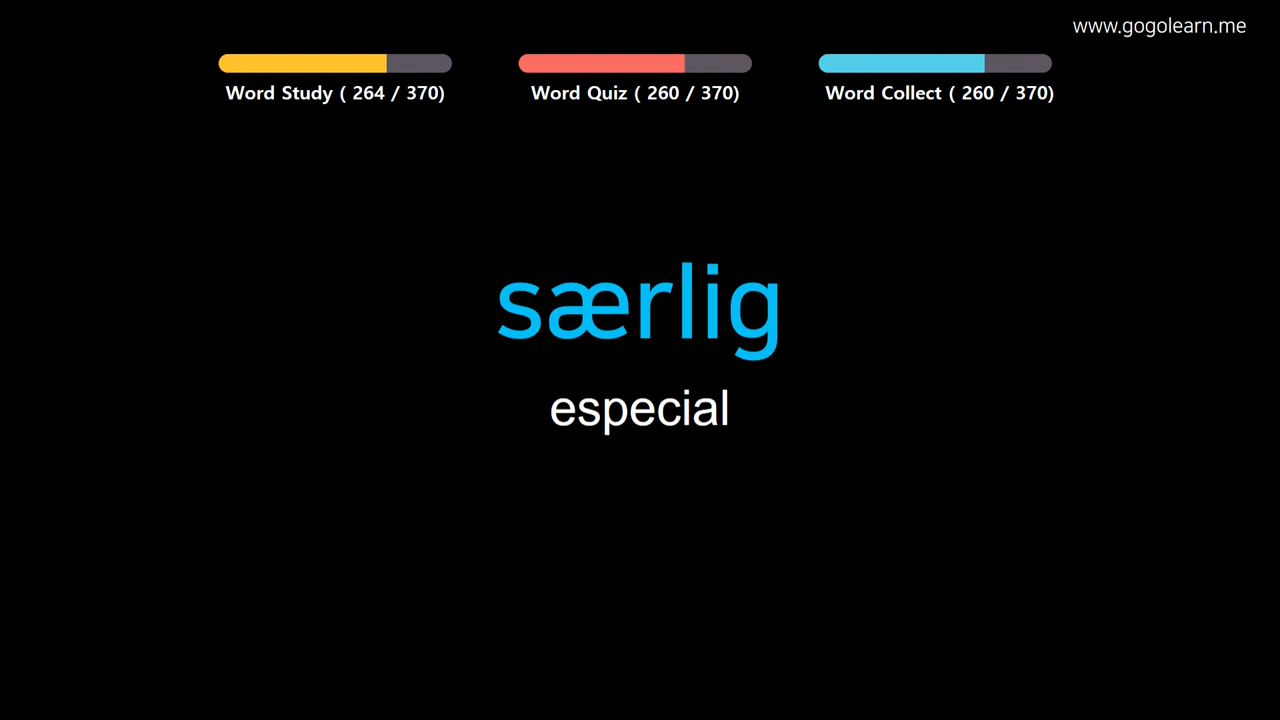 www.gogolearn.me
Word Study ( 264 / 370)
Word Quiz ( 260 / 370)
Word Collect ( 260 / 370)
særlig
especial